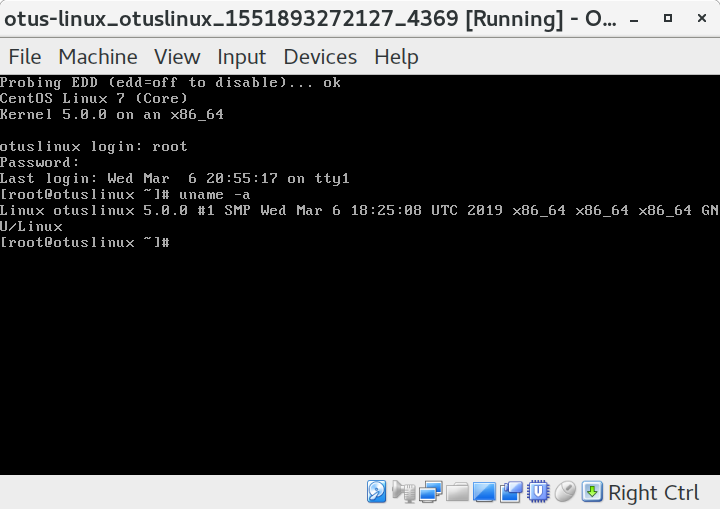 otus-linux_otuslinux_1551893272127_4369 [Running] - O...
File Machine View Input Devices Help
Probing EDD (edd=off to disable)... ok
CentOS Linux 7 (Core)
Kernel 5.0.0 on an x86_64
otuslinux login: root
Password:
Last login: Wed Mar  6 20:55:17 on tty1
[root@otuslinux ~]# uname -a
Linux otuslinux 5.0.0 #1 SMP Wed Mar 6 18:25:08 UTC 2019 x86_64 x86_64 x86_64 GN
U/Linux
[root@otuslinux ~]#
Right Ctrl